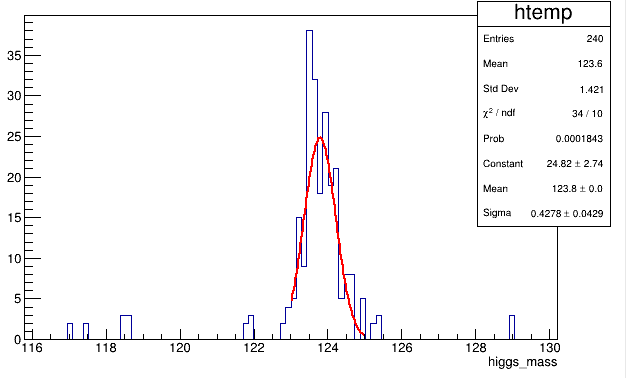 htemp
Entries 240
Mean 123.6
Std Dev 1.421
χ² / ndf 34 / 10
Prob 0.0001843
Constant 24.82 ± 2.74
Mean 123.8 ± 0.0
Sigma 0.4278 ± 0.0429
35
30
25
20
15
10
5
0
116 118 120 122 124 126 128 130
higgs_mass